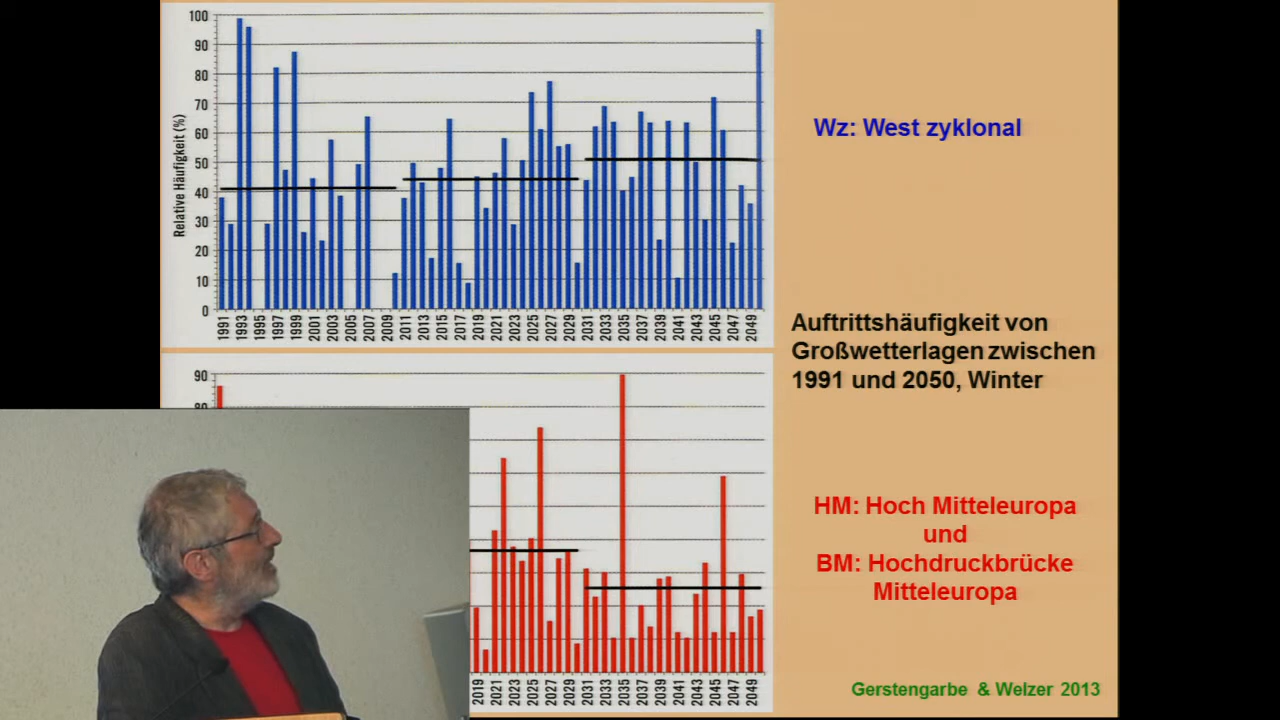 100
90
80
70
60
50
40
30
20
10
0
Relative Häufigkeit (%)
1991 1993 1995 1997 1999 2001 2003 2005 2007 2009 2011 2013 2015 2017 2019 2021 2023 2025 2027 2029 2031 2033 2035 2037 2039 2041 2043 2045 2047 2049
Wz: West zyklonal
Auftrittshäufigkeit von
Großwetterlagen zwischen
1991 und 2050, Winter
90
80
2019 2021 2023 2025 2027 2029 2031 2033 2035 2037 2039 2041 2043 2045 2047 2049
HM: Hoch Mitteleuropa
und
BM: Hochdruckbrücke
Mitteleuropa
Gerstengarbe & Welzer 2013